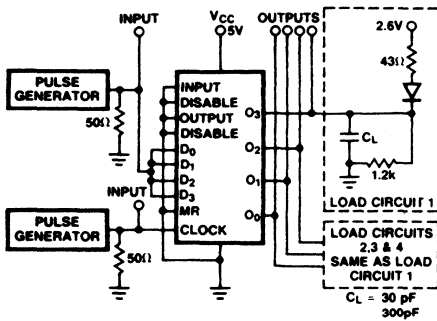 INPUT
VCC
5V
OUTPUTS
2.6V
43Ω
PULSE
GENERATOR
50Ω
INPUT
DISABLE
OUTPUT
DISABLE
D0
D1
D2
D3
MR
CLOCK
O3
O2
O1
O0
CL
1.2k
LOAD CIRCUIT 1
INPUT
PULSE
GENERATOR
50Ω
LOAD CIRCUITS
2,3 & 4
SAME AS LOAD
CIRCUIT 1
CL = 30 pF
300pF